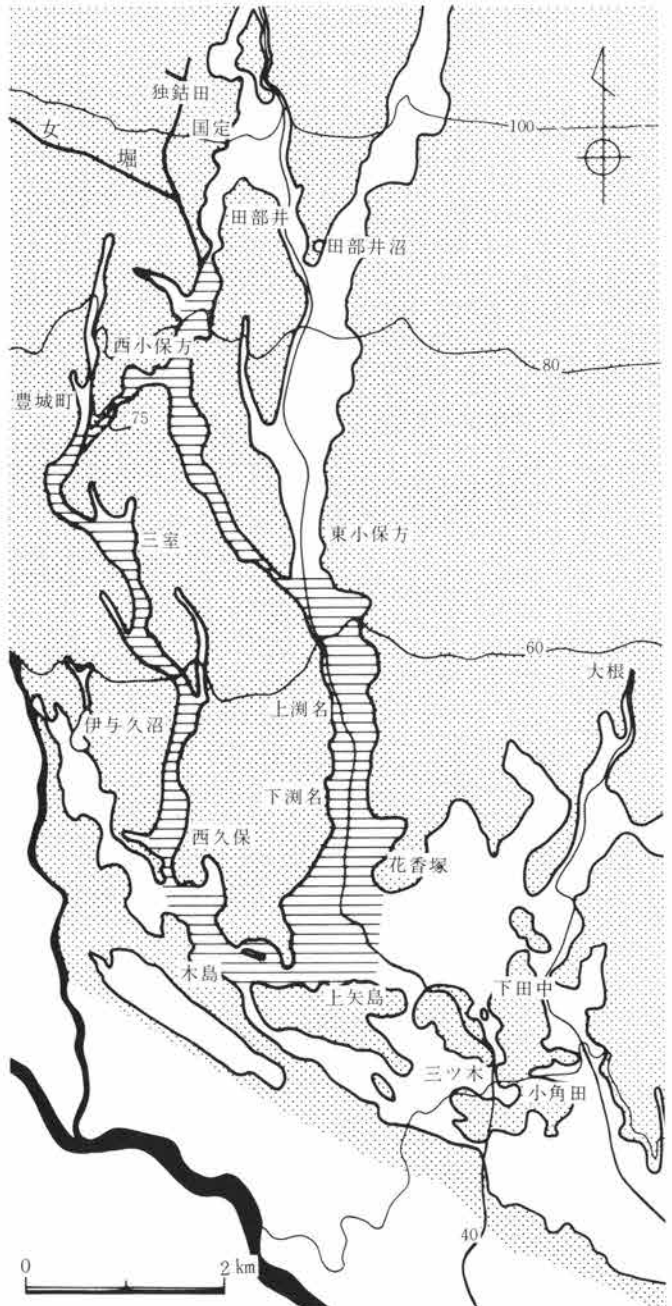 独鈷田
国定
100
女堀
田部井
田部井沼
西小保方
80
豊城町
75
三室
東小保方
60
大根
伊与久沼
上渕名
下渕名
西久保
花香塚
木島
上矢島
下田中
三ツ木
小角田
40
0 2 km